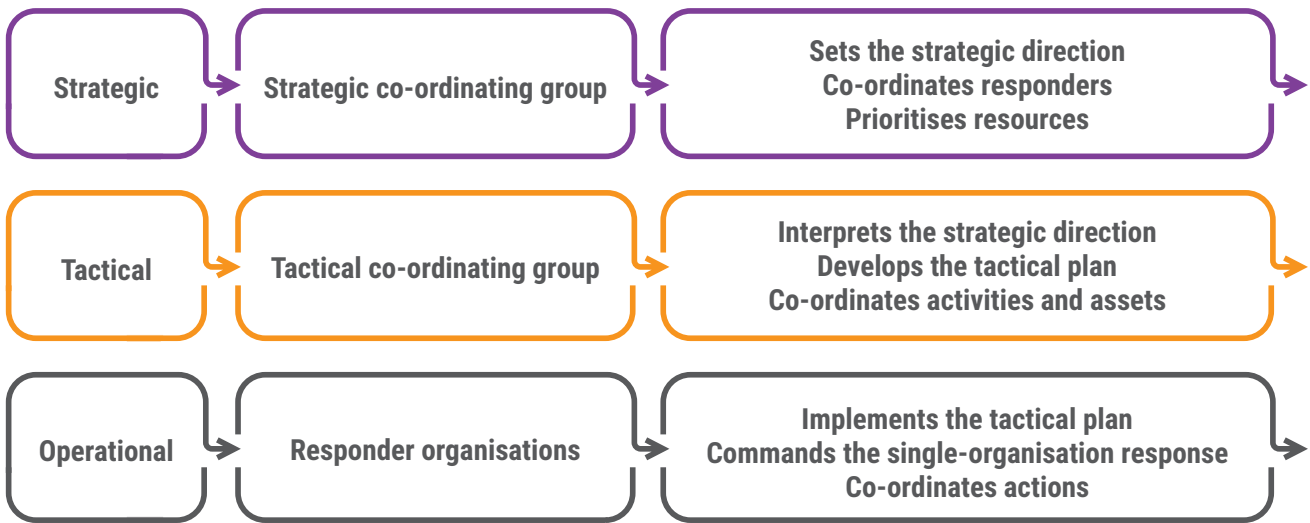 Strategic
Strategic co-ordinating group
Sets the strategic direction
Co-ordinates responders
Prioritises resources
Tactical
Tactical co-ordinating group
Interprets the strategic direction
Develops the tactical plan
Co-ordinates activities and assets
Operational
Responder organisations
Implements the tactical plan
Commands the single-organisation response
Co-ordinates actions